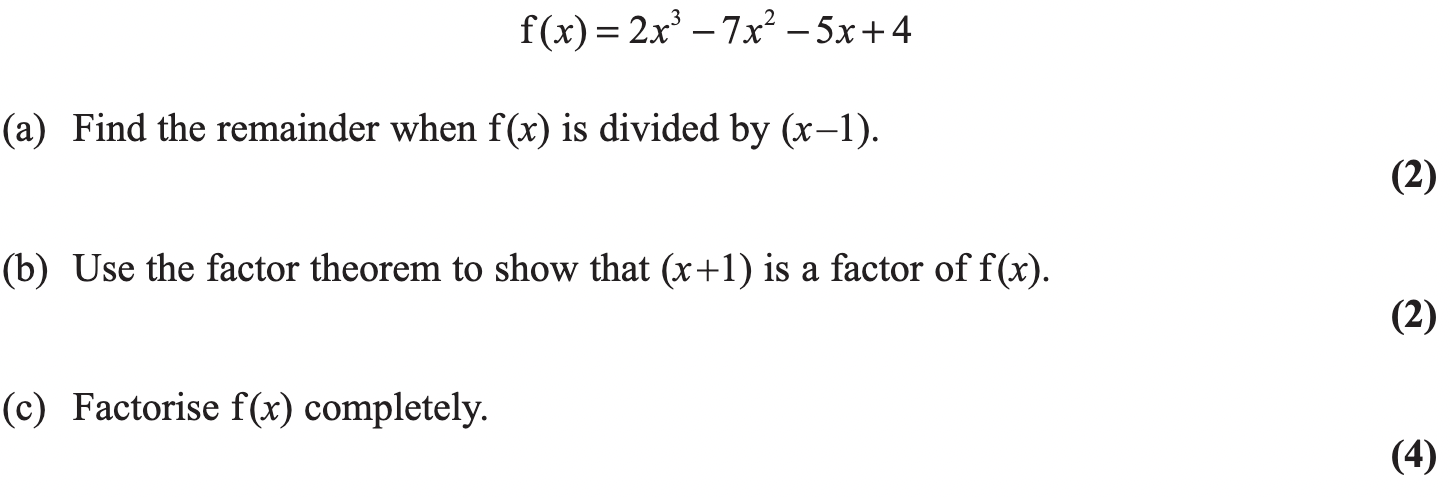 f(x) = 2x³ – 7x² – 5x + 4
(a) Find the remainder when f(x) is divided by (x–1).
(2)
(b) Use the factor theorem to show that (x+1) is a factor of f(x).
(2)
(c) Factorise f(x) completely.
(4)